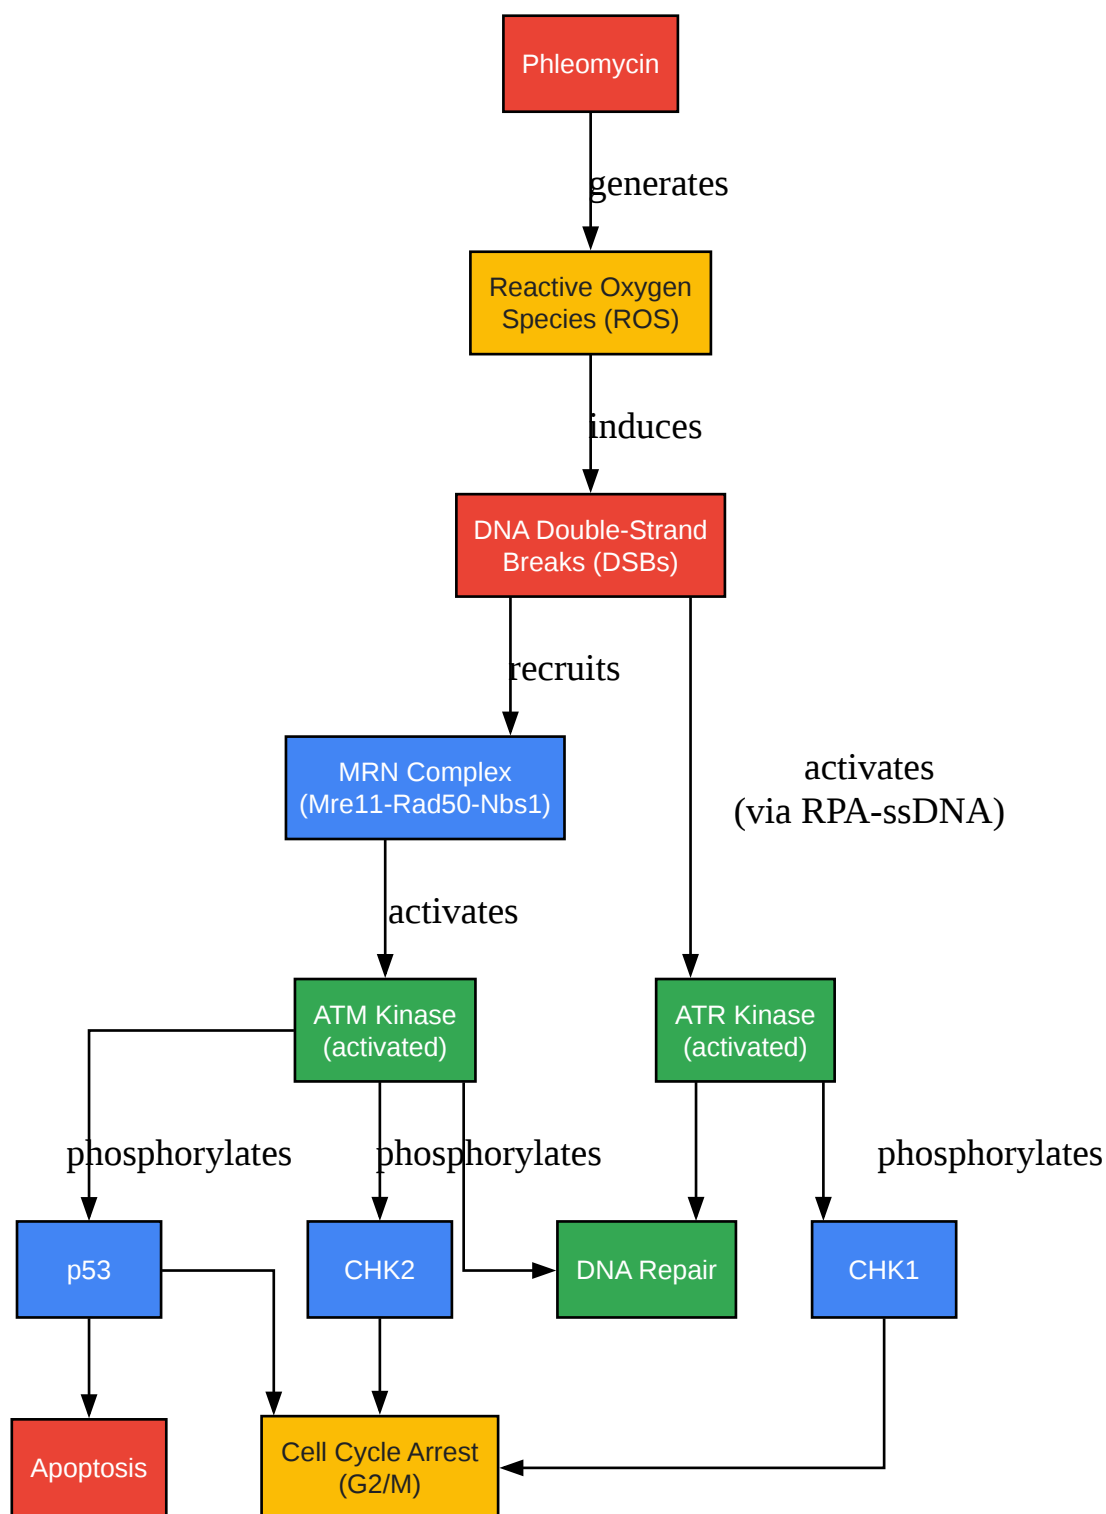 Phleomycin
generates
Reactive Oxygen
Species (ROS)
induces
DNA Double-Strand
Breaks (DSBs)
recruits
MRN Complex
(Mre11-Rad50-Nbs1)
activates
(via RPA-ssDNA)
activates
ATM Kinase
(activated)
ATR Kinase
(activated)
phosphorylates
phosphorylates
phosphorylates
p53
CHK2
DNA Repair
CHK1
Apoptosis
Cell Cycle Arrest
(G2/M)